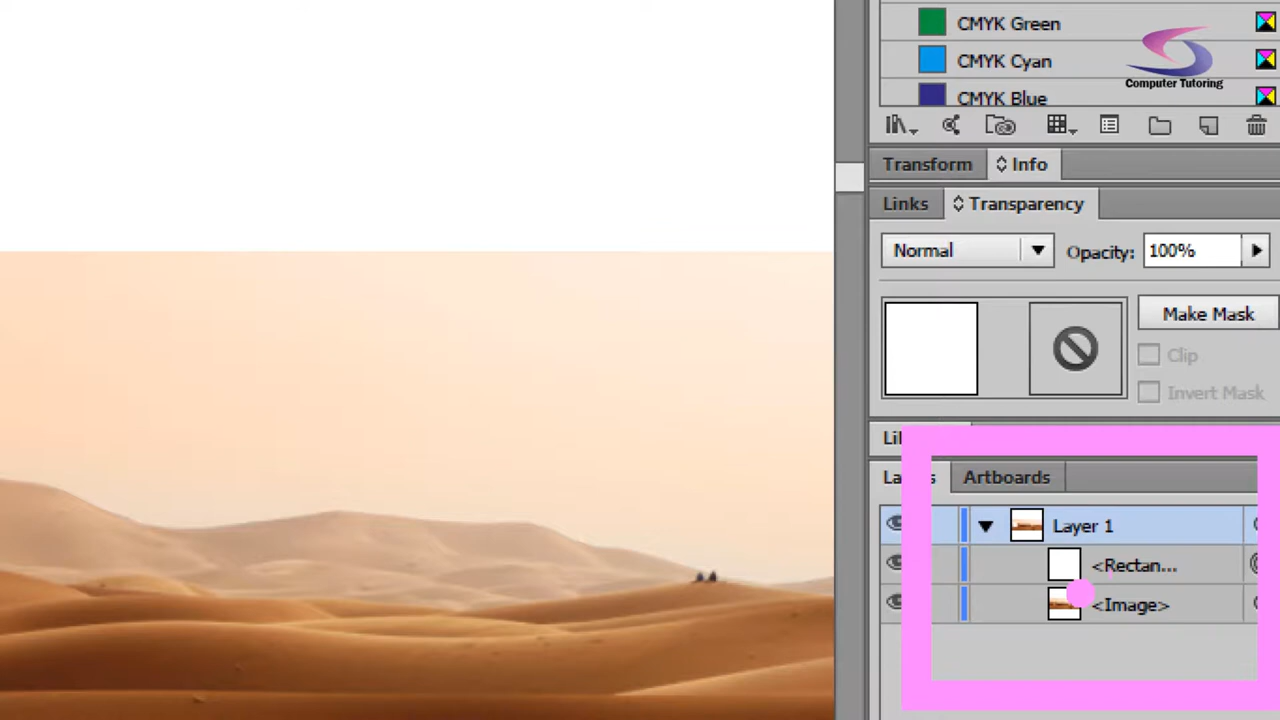 CMYK Green
CMYK Cyan
CMYK Blue
Computer Tutoring
Transform
Info
Links
Transparency
Normal
Opacity: 100%
Make Mask
Clip
Invert Mask
Artboards
Layer 1
<Rectan...
<Image>